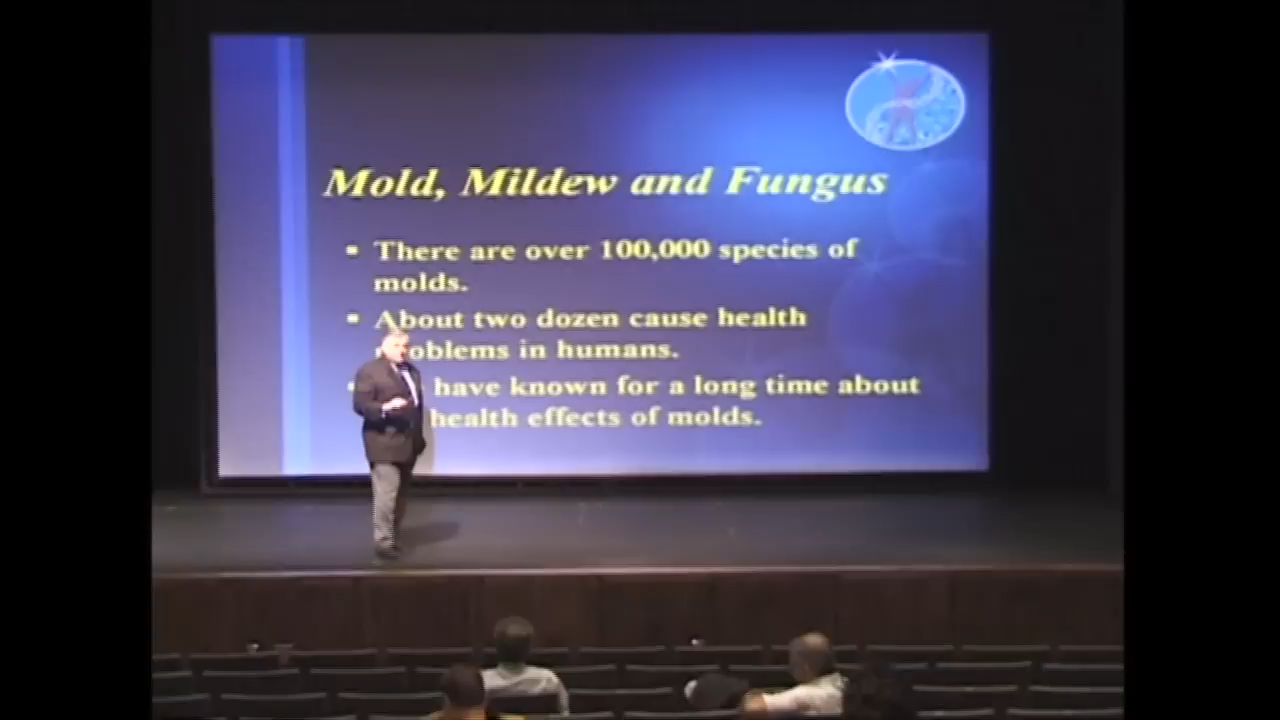 Mold, Mildew and Fungus
▪ There are over 100,000 species of
molds.
▪ About two dozen cause health
oblems in humans.
have known for a long time about
health effects of molds.